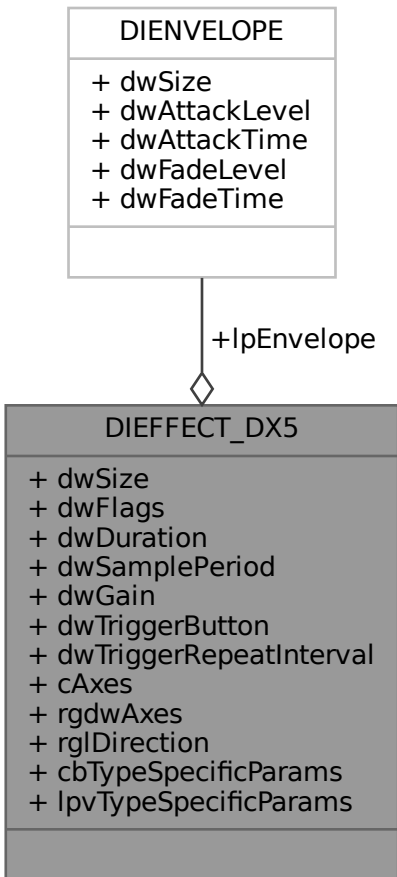 DIENVELOPE
+ dwSize
+ dwAttackLevel
+ dwAttackTime
+ dwFadeLevel
+ dwFadeTime
+lpEnvelope
DIEFFECT_DX5
+ dwSize
+ dwFlags
+ dwDuration
+ dwSamplePeriod
+ dwGain
+ dwTriggerButton
+ dwTriggerRepeatInterval
+ cAxes
+ rgdwAxes
+ rglDirection
+ cbTypeSpecificParams
+ lpvTypeSpecificParams